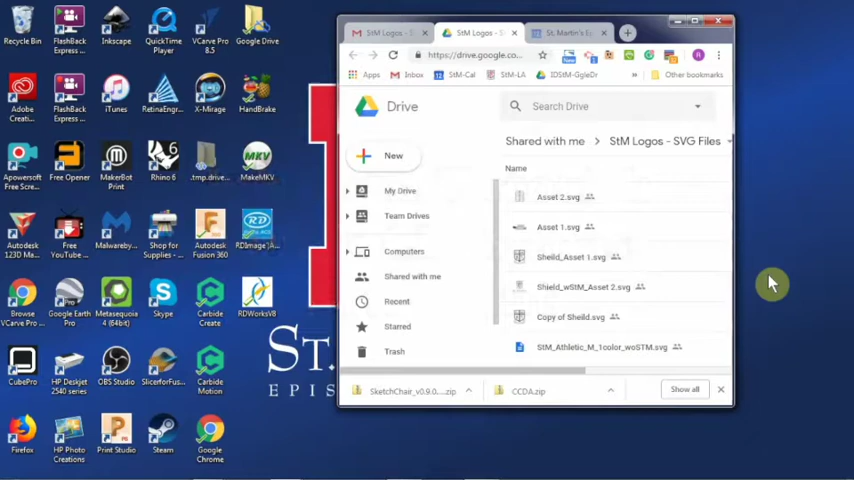 Recycle Bin
FlashBack
Express ...
Inkscape
QuickTime
Player
VCarve Pro
8.5
Google Drive
Adobe
Creati...
FlashBack
Express ...
iTunes
RetinaEngr...
X-Mirage
HandBrake
Apowersoft
Screen Pr...
Free Opener
MakerBot
Print
Rhino 6
.tmp.drive...
MakeMKV
Autodesk
123D Ma...
Free
YouTube ...
Malwareby...
Shop for
Supplies - ...
Autodesk
Fusion 360
Browse
VCarve Pro ...
Google Earth
Pro
Metasequoia
4 (64bit)
Skype
Carbide
Create
RDWorksV8
CubePro
HP Deskjet
2540 series
OBS Studio
SlicerforFus...
Carbide
Motion
Firefox
HP Photo
Creations
Print Studio
Steam
Google
Chrome
ST.
EPIS
StM Logos -
StM Logos - S
St. Martin's Ep
https://drive.google.co...
Apps
Inbox
StM-Cal
StM-LA
IDStM-GgleDr
Other bookmarks
Drive
Search Drive
New
Shared with me > StM Logos - SVG Files
Name
My Drive
Team Drives
Computers
Shared with me
Recent
Starred
Trash
Asset 2.svg
Asset 1.svg
Sheild_Asset 1.svg
Shield_wStM_Asset 2.svg
Copy of Sheild.svg
StM_Athletic_M_1color_woSTM.svg
SketchChair_v0.9.0....zip
CCDA.zip
Show all